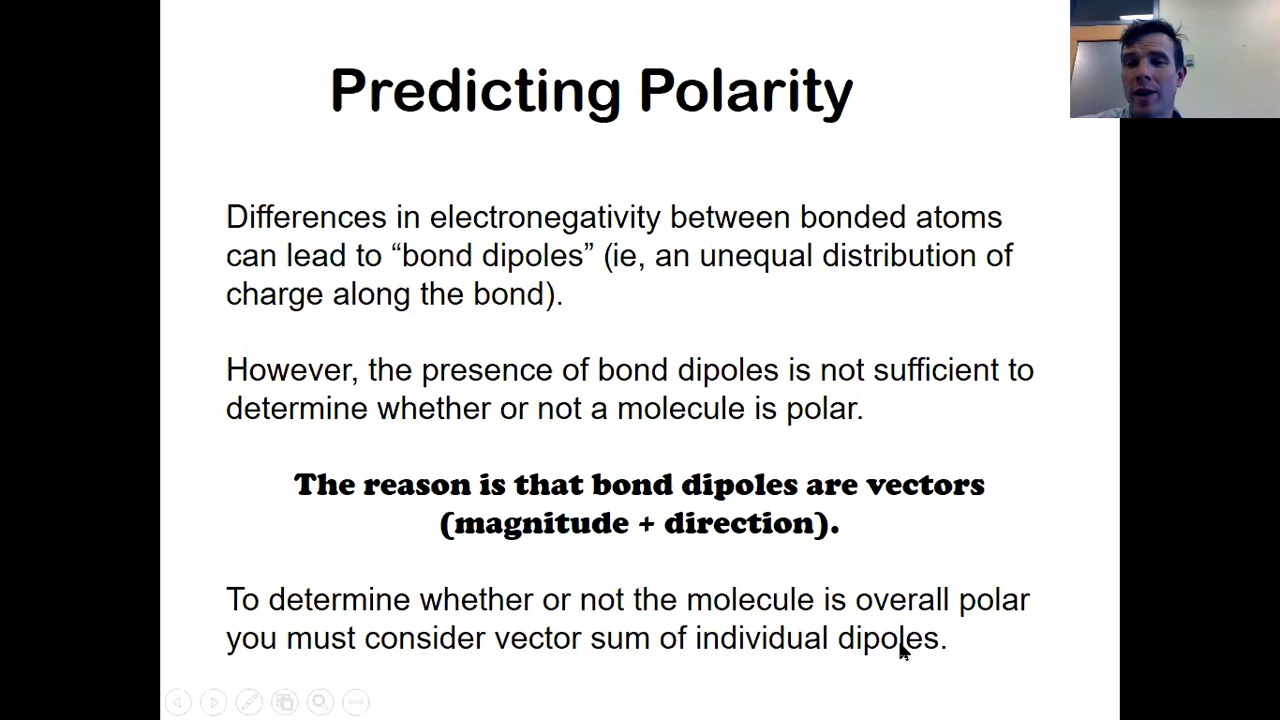 Predicting Polarity
Differences in electronegativity between bonded atoms
can lead to “bond dipoles” (ie, an unequal distribution of
charge along the bond).
However, the presence of bond dipoles is not sufficient to
determine whether or not a molecule is polar.
The reason is that bond dipoles are vectors
(magnitude + direction).
To determine whether or not the molecule is overall polar
you must consider vector sum of individual dipoles.